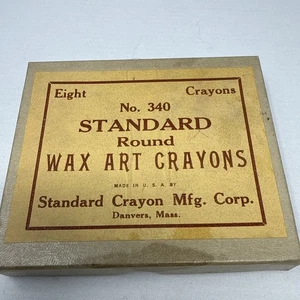 Eight Crayons
No. 340
STANDARD
Round
WAX ART CRAYONS
MADE IN U. S. A. BY
Standard Crayon Mfg. Corp.
Danvers, Mass.